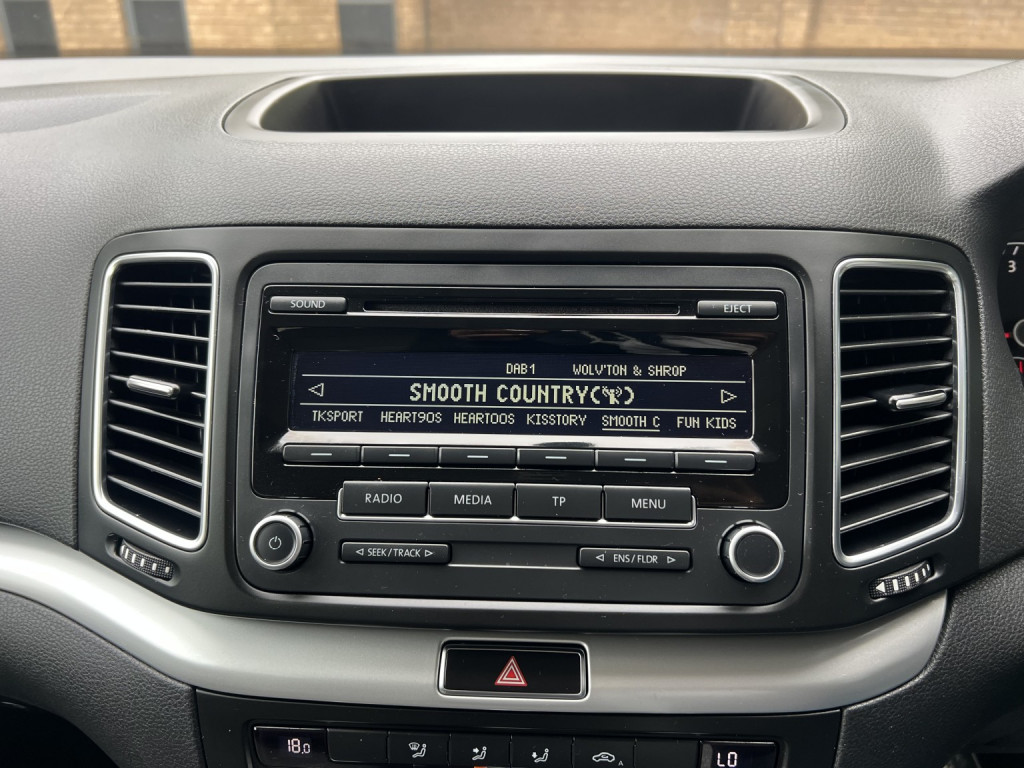 SOUND EJECT
DAB1 WOLV'TON & SHROP
SMOOTH COUNTRY
TKSPORT HEART90S HEART00S KISSTORY SMOOTH C FUN KIDS
RADIO MEDIA TP MENU
SEEK/TRACK ENS/FLDR
3
18.0 A LO